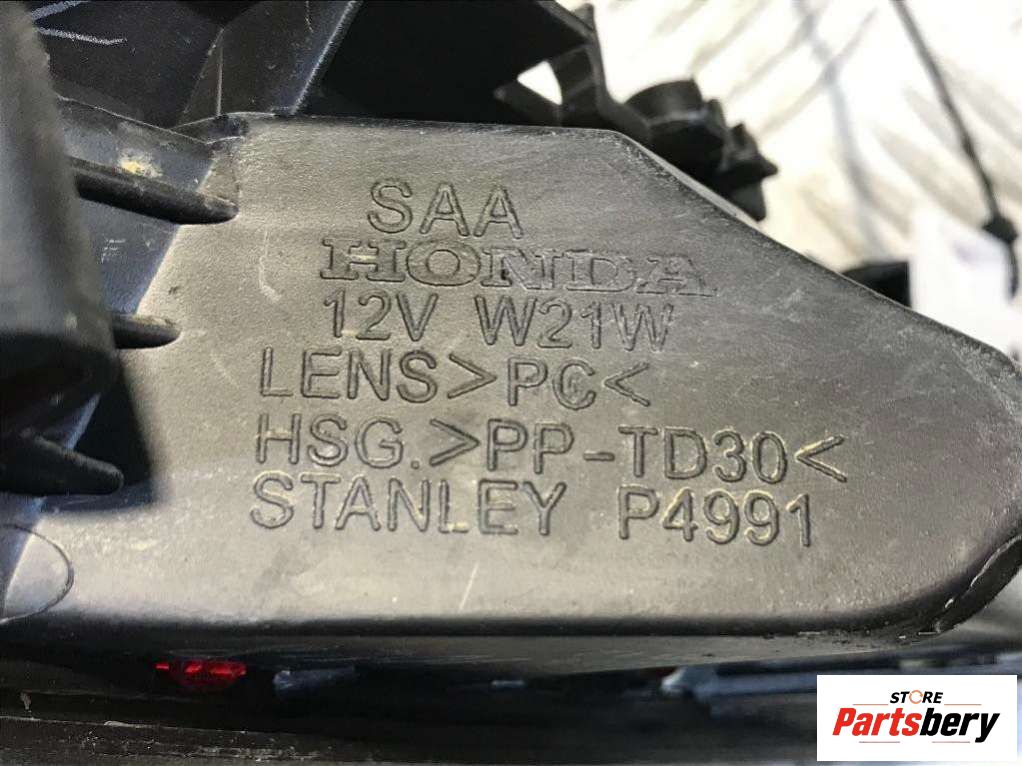 SAA
HONDA
12V W21W
LENS>PC<
HSG.>PP-TD30<
STANLEY P4991
STORE
Partsbery